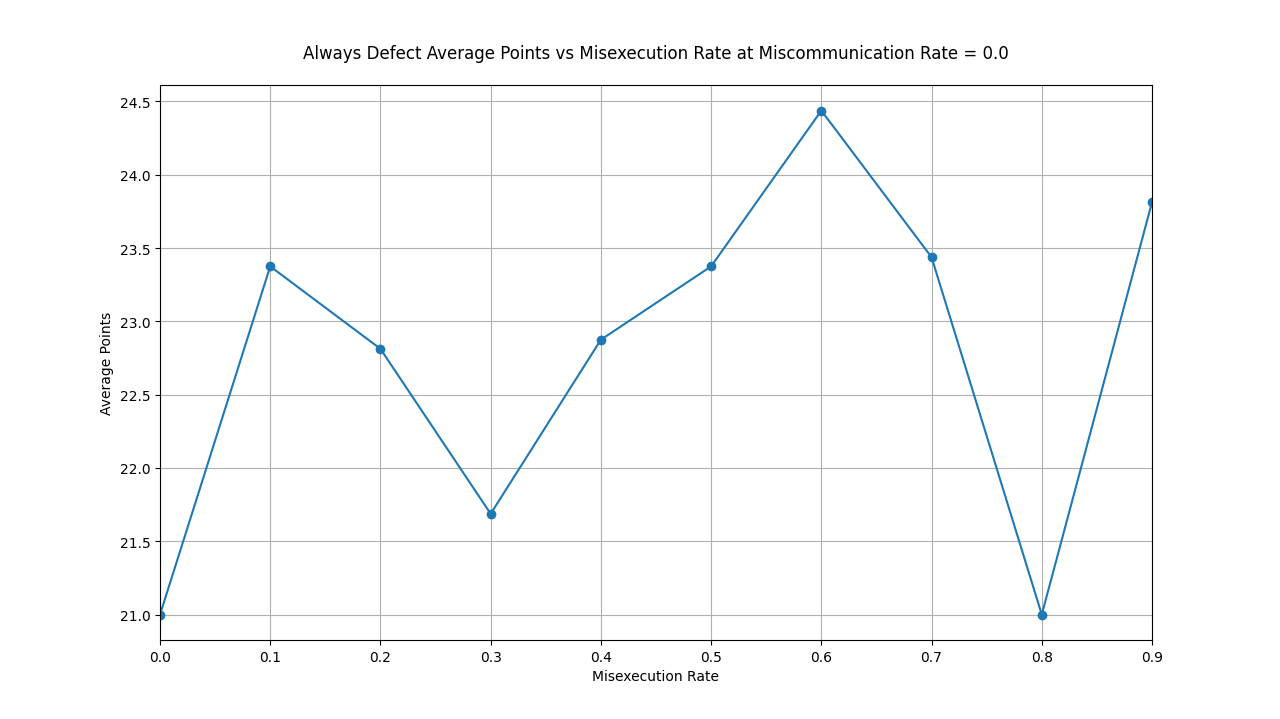 Always Defect Average Points vs Misexecution Rate at Miscommunication Rate = 0.0
24.5
24.0
23.5
23.0
22.5
22.0
21.5
21.0
Average Points
0.0 0.1 0.2 0.3 0.4 0.5 0.6 0.7 0.8 0.9
Misexecution Rate